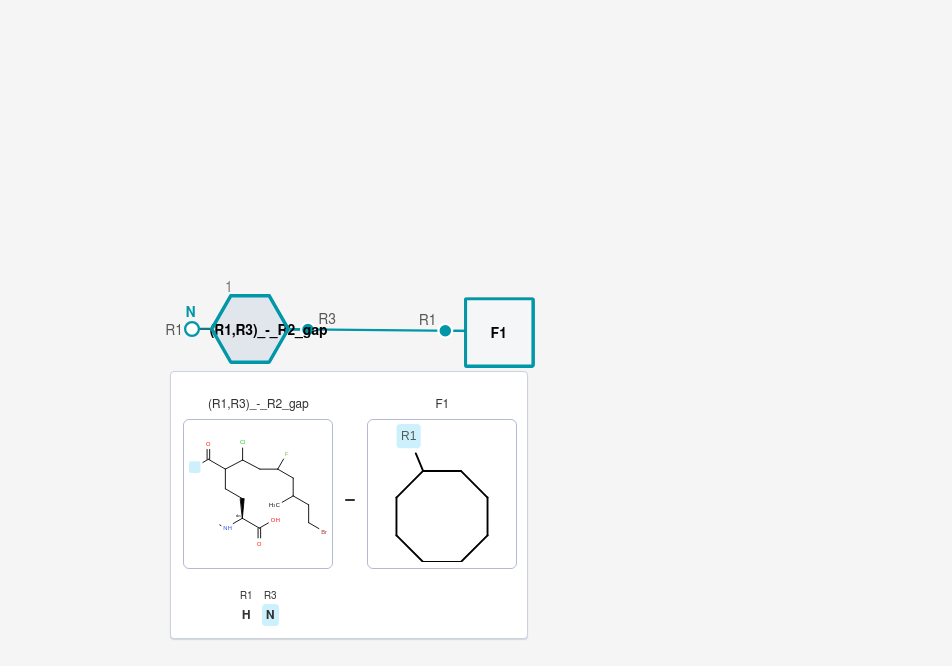 1
N
R1
(R1,R3)_-_R2_gap
R3
R1
F1
(R1,R3)_-_R2_gap
F1
O
Cl
F
H₃C
NH
OH
O
Br
–
R1
R1
R3
H
N